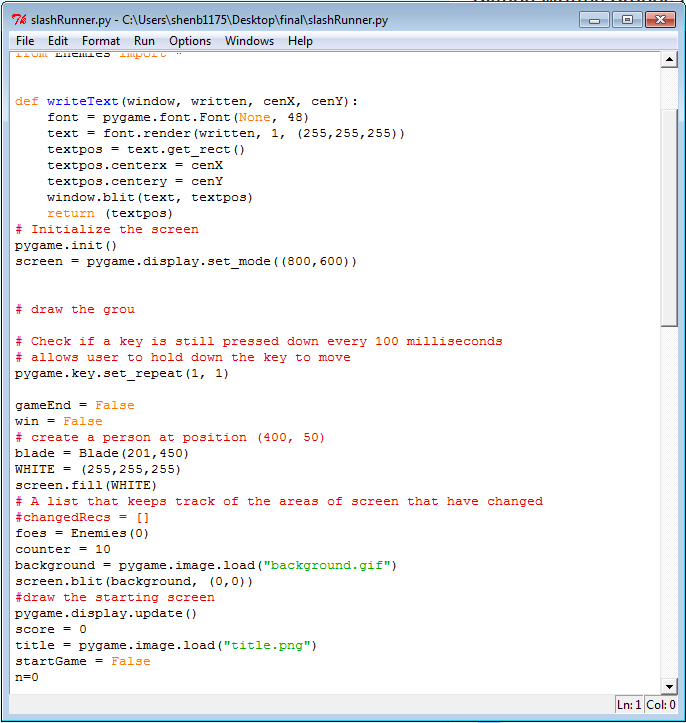 slashRunner.py - C:\Users\shenb1175\Desktop\final\slashRunner.py
File Edit Format Run Options Windows Help
from Enemies import *
def writeText(window, written, cenX, cenY):
    font = pygame.font.Font(None, 48)
    text = font.render(written, 1, (255,255,255))
    textpos = text.get_rect()
    textpos.centerx = cenX
    textpos.centery = cenY
    window.blit(text, textpos)
    return (textpos)
# Initialize the screen
pygame.init()
screen = pygame.display.set_mode((800,600))
# draw the grou
# Check if a key is still pressed down every 100 milliseconds
# allows user to hold down the key to move
pygame.key.set_repeat(1, 1)
gameEnd = False
win = False
# create a person at position (400, 50)
blade = Blade(201,450)
WHITE = (255,255,255)
screen.fill(WHITE)
# A list that keeps track of the areas of screen that have changed
#changedRecs = []
foes = Enemies(0)
counter = 10
background = pygame.image.load("background.gif")
screen.blit(background, (0,0))
#draw the starting screen
pygame.display.update()
score = 0
title = pygame.image.load("title.png")
startGame = False
n=0
Ln: 1 Col: 0